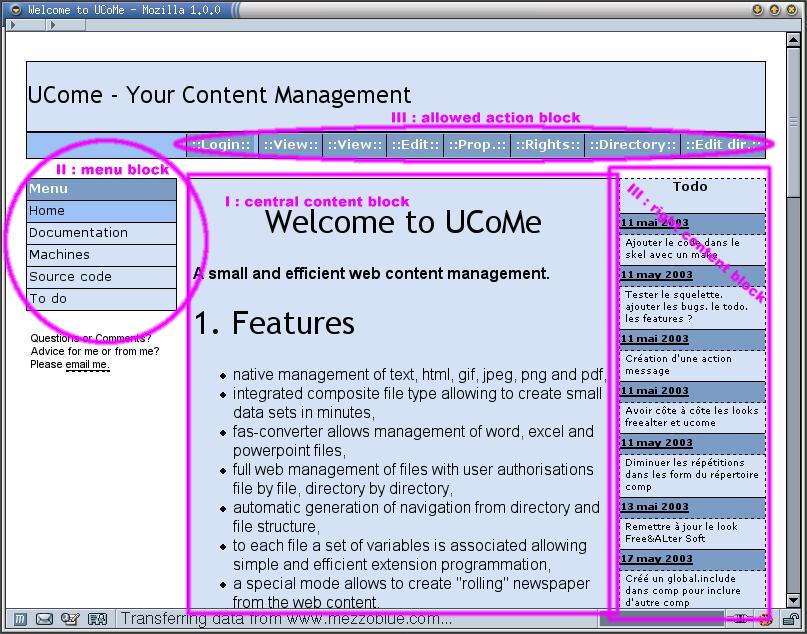 Welcome to UCoMe - Mozilla 1.0.0
UCome - Your Content Management
III : allowed action block
::Login:: ::View:: ::View:: ::Edit:: ::Prop.:: ::Rights:: ::Directory:: ::Edit dir.::
II : menu block
Menu
Home
Documentation
Machines
Source code
To do
Questions or Comments?
Advice for me or from me?
Please email me.
I : central content block
Welcome to UCoMe
A small and efficient web content management.
1. Features
native management of text, html, gif, jpeg, png and pdf,
integrated composite file type allowing to create small
data sets in minutes,
fas-converter allows management of word, excel and
powerpoint files,
full web management of files with user authorisations
file by file, directory by directory,
automatic generation of navigation from directory and
file structure,
to each file a set of variables is associated allowing
simple and efficient extension programmation,
a special mode allows to create "rolling" newspaper
from the web content.
III : right content block
Todo
11 mai 2003
Ajouter le code dans le
skel avec un make
11 may 2003
Tester le squelette.
ajouter les bugs. le todo.
les features ?
11 mai 2003
Création d'une action
message
11 mai 2003
Avoir côte à côte les looks
freealter et ucome
11 may 2003
Diminuer les répétitions
dans les form du répertoire
comp
13 mai 2003
Remettre à jour le look
Free&ALter Soft
17 may 2003
Créé un global.include
dans comp pour inclure
d'autre comp
Transferring data from www.mezzoblue.com...